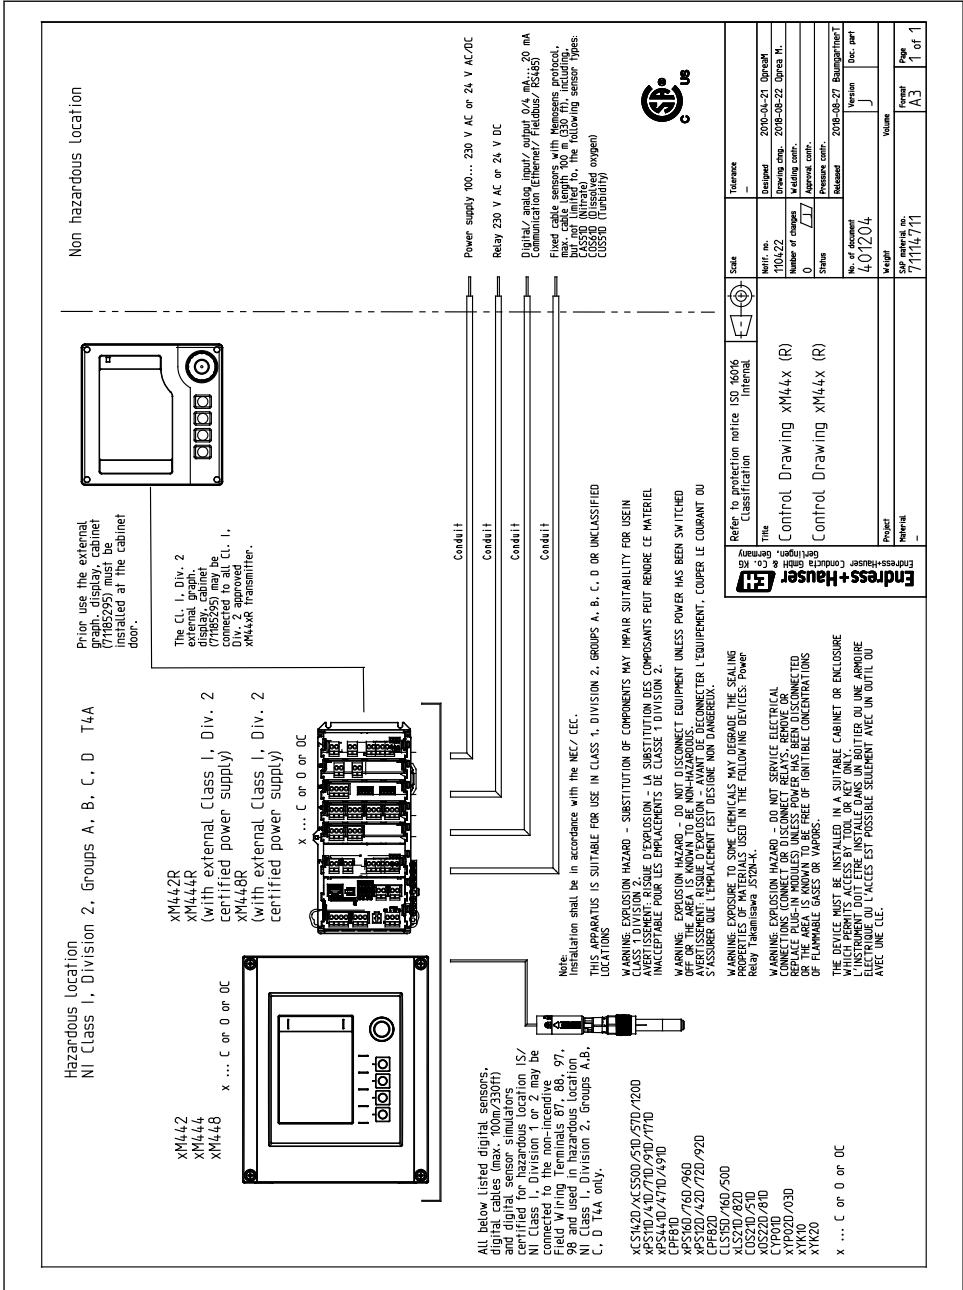 Hazardous location
NI Class I, Division 2, Groups A, B, C, D    T4A
Non hazardous location
xM442
xM444
xM448
x ... C or O or OC
xM442R
xM444R
(With external Class I, Div. 2
certified power supply)
xM448R
(With external Class I, Div. 2
certified power supply)
x ... C or O or OC
Prior use the external
graph. display, cabinet
(71185295) must be
installed at the cabinet
door.
The Cl. I, Div. 2
external graph.
display, cabinet
(71185295) may be
connected to all Cl. I,
Div. 2 approved
xM44xR transmitter.
Conduit
Conduit
Conduit
Conduit
Power supply 100... 230 V AC or 24 V AC/DC
Relay 230 V AC or 24 V DC
Digital/ analog input/ output 0/4 mA... 20 mA
Communication (Ethernet/ Fieldbus/ RS485)
Fixed cable sensors with Memosens protocol,
max. cable length 100 m (330 ft), including,
but not limited to, the following sensor types:
CAS51D (Nitrate)
COS61D (Dissolved oxygen)
CUS51D (Turbidity)
CSA®
C US
All below listed digital sensors,
digital cables (max. 100m/330ft)
and digital sensor simulators
certified for hazardous location IS/
NI Class I, Division 1 or 2 may be
connected to the non-incendive
Field Wiring Terminals 87, 88, 97,
98 and used in hazardous location
NI Class I, Division 2, Groups A,B,
C, D T4A only.
xCS142D/xCS50D/51D/57D/120D
xPS11D/41D/71D/91D/171D
xPS441D/471D/491D
CPF81D
xPS16D/76D/96D
xPS12D/42D/72D/92D
CPF82D
CLS15D/16D/50D
xLS21D/82D
COS21D/51D
xOS22D/81D
CYP01D
xYP02D/03D
xYK10
xYK20
x ... C or O or OC
Note:
Installation shall be in accordance with the NEC/ CEC.
THIS APPARATUS IS SUITABLE FOR USE IN CLASS 1, DIVISION 2, GROUPS A, B, C, D OR UNCLASSIFIED
LOCATIONS
WARNING: EXPLOSION HAZARD - SUBSTITUTION OF COMPONENTS MAY IMPAIR SUITABILITY FOR USEIN
CLASS 1 DIVISION 2.
AVERTISSEMENT: RISQUE D'EXPLOSION - LA SUBSTITUTION DES COMPOSANTS PEUT RENDRE CE MATERIEL
INACCEPTABLE POUR LES EMPLACEMENTS DE CLASSE 1 DIVISION 2.
WARNING: EXPLOSION HAZARD - DO NOT DISCONNECT EQUIPMENT UNLESS POWER HAS BEEN SWITCHED
OFF OR THE AREA IS KNOWN TO BE NON-HAZARDOUS.
AVERTISSEMENT: RISQUE D'EXPLOSION - AVANT DE DECONNECTER L'EQUIPEMENT, COUPER LE COURANT OU
S'ASSURER QUE L'EMPLACEMENT EST DESIGNE NON DANGEREUX.
WARNING: EXPOSURE TO SOME CHEMICALS MAY DEGRADE THE SEALING
PROPERTIES OF MATERIALS USED IN THE FOLLOWING DEVICES: Power
Relay Takamisawa JS12N-K.
WARNING: EXPLOSION HAZARD - DO NOT SERVICE ELECTRICAL
CONNECTIONS (CONNECT OR DISCONNECT RELAYS, REMOVE OR
REPLACE PLUG-IN MODULES) UNLESS POWER HAS BEEN DISCONNECTED
OR THE AREA IS KNOWN TO BE FREE OF IGNITIBLE CONCENTRATIONS
OF FLAMMABLE GASES OR VAPORS.
THE DEVICE MUST BE INSTALLED IN A SUITABLE CABINET OR ENCLOSURE
WHICH PERMITS ACCESS BY TOOL OR KEY ONLY.
L'INSTRUMENT DOIT ETRE INSTALLE DANS UN BOITIER OU UNE ARMOIRE
ELECTRIQUE OU L'ACCES EST POSSIBLE SEULEMENT AVEC UN OUTIL OU
AVEC UNE CLE.
Endress+Hauser EH
Endress+Hauser Conducta GmbH & Co. KG
Gerlingen, Germany
Refer to protection notice ISO 16016
Classification    Internal
Title
Control Drawing xM44x (R)
Control Drawing xM44x (R)
Project
Material
-
Scale
Tolerance
-
Notif. no.
110422
Number of changes
0
Status
Designed    2010-04-21 OpreaM
Drawing chng.    2018-08-22 Oprea M.
Welding contr.
Approval contr.
Pressure contr.
Released    2018-08-27 BaumgartnerT
No. of document
401204
Version
J
Doc. part
Weight
Volume
SAP material no.
71114711
Format
A3
Page
1 of 1